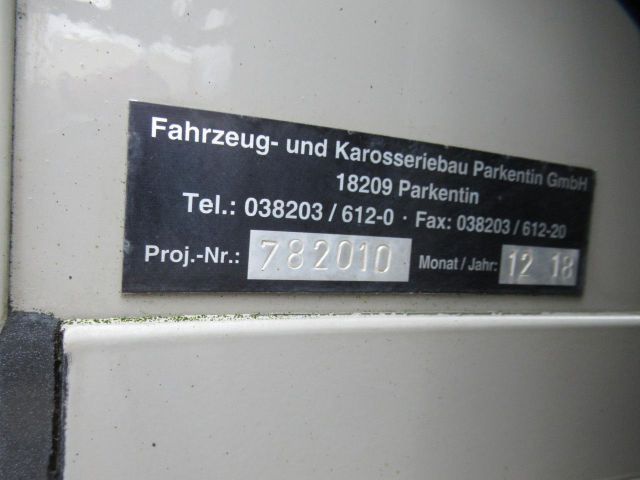 Fahrzeug- und Karosseriebau Parkentin GmbH
18209 Parkentin
Tel.: 038203 / 612-0 · Fax: 038203 / 612-20
Proj.-Nr.: 782010 Monat / Jahr: 12 18